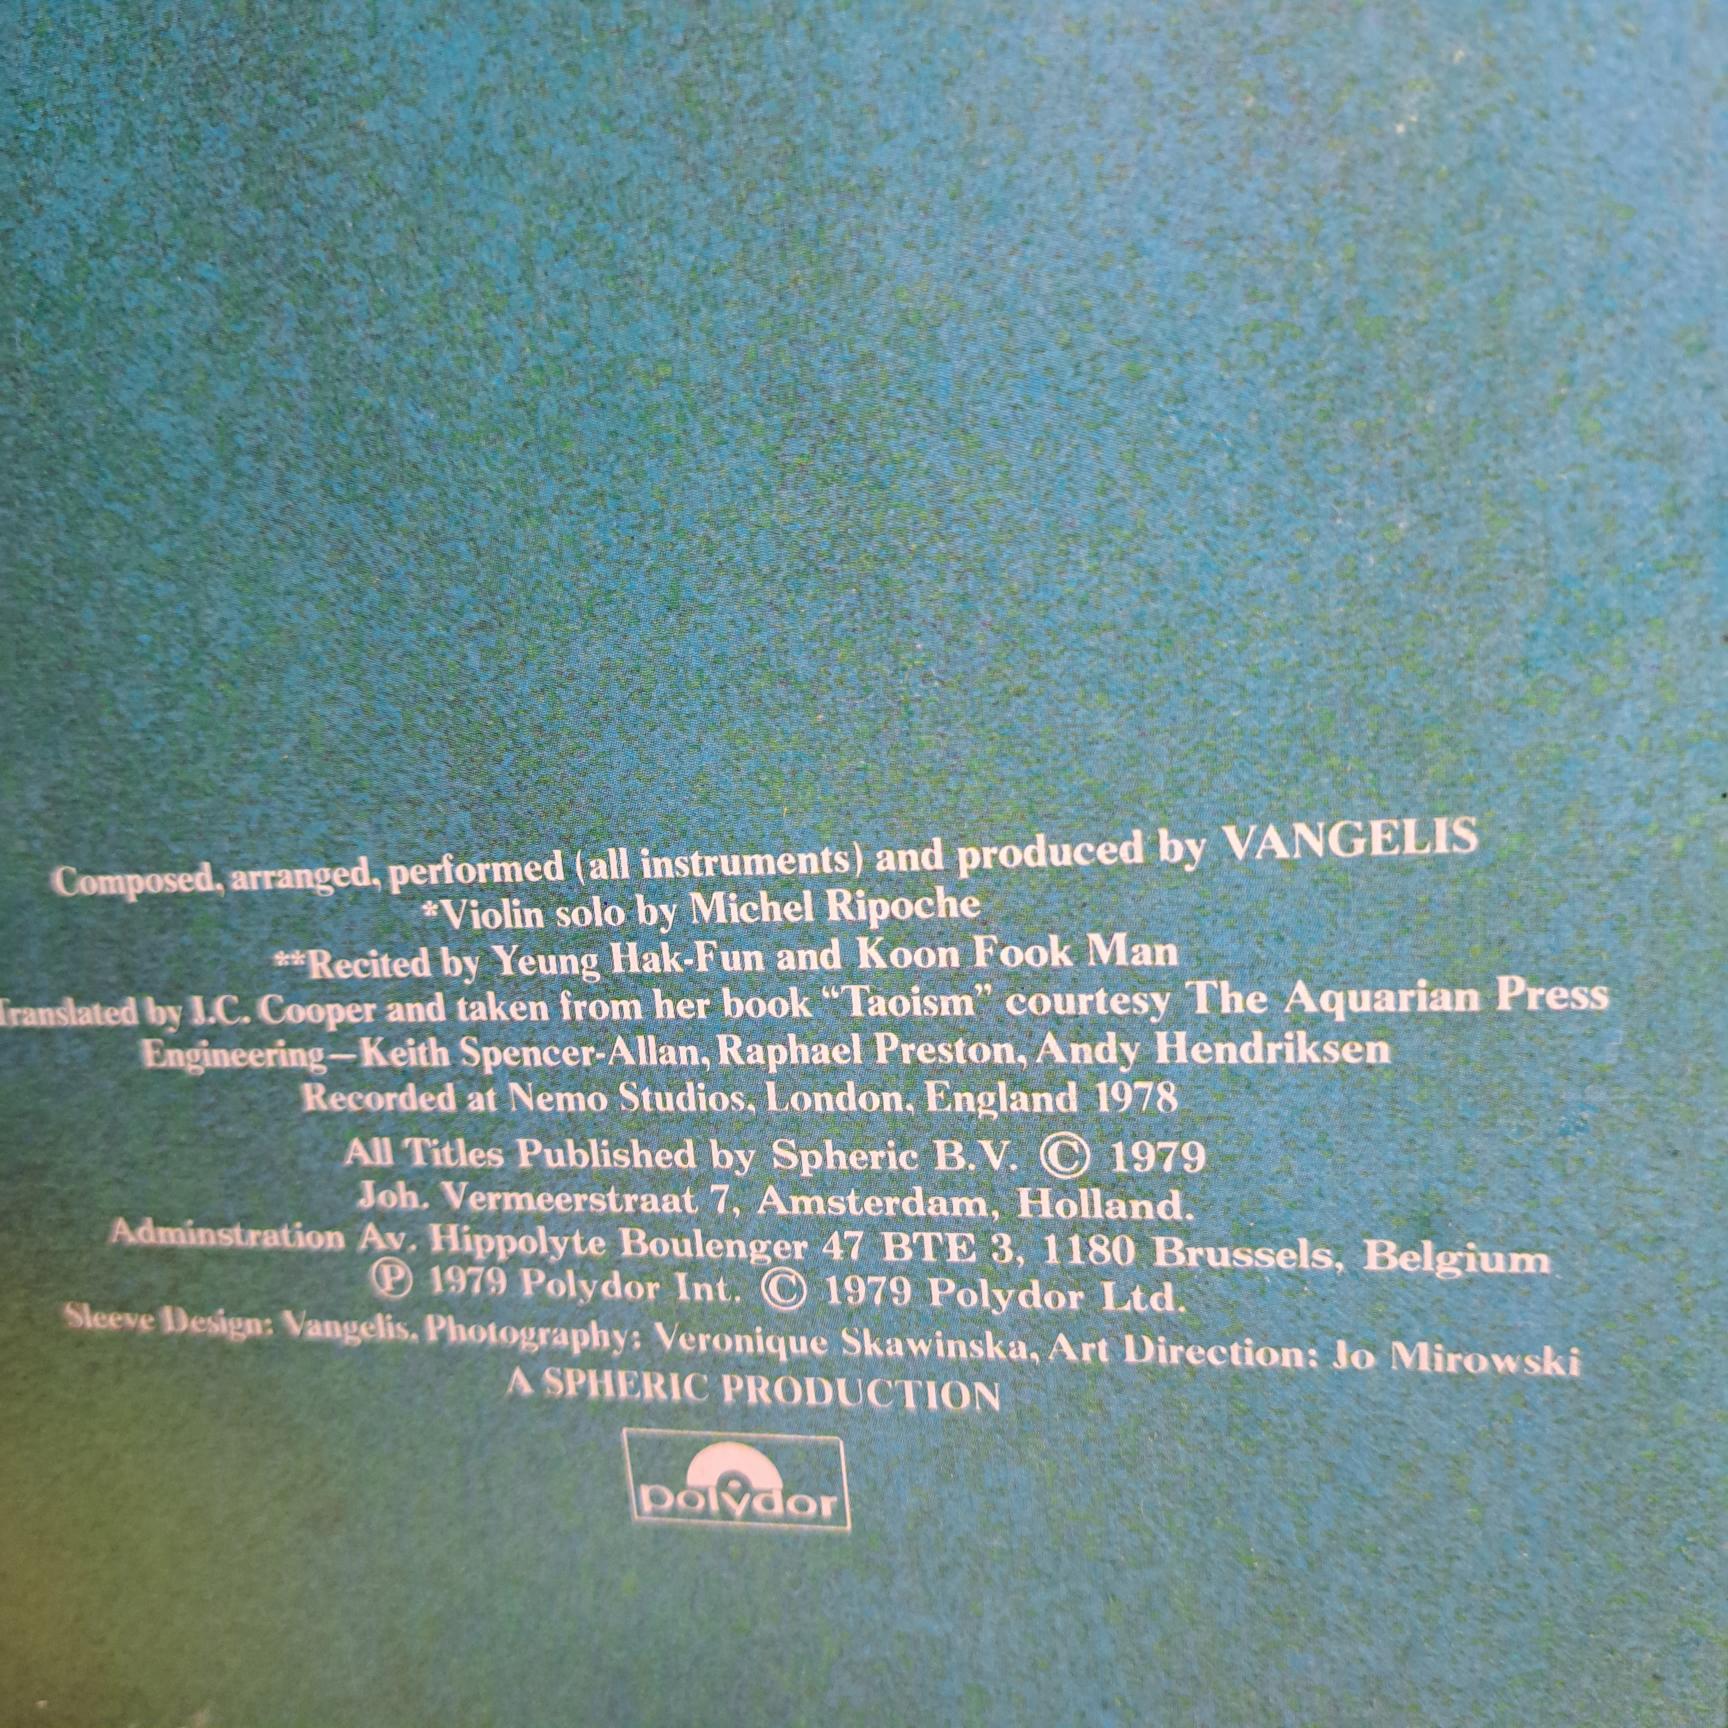 Composed, arranged, performed (all instruments) and produced by VANGELIS
*Violin solo by Michel Ripoche
**Recited by Yeung Hak-Fun and Koon Fook Man
Translated by J.C. Cooper and taken from her book “Taoism” courtesy The Aquarian Press
Engineering—Keith Spencer-Allan, Raphael Preston, Andy Hendriksen
Recorded at Nemo Studios, London, England 1978
All Titles Published by Spheric B.V. © 1979
Joh. Vermeerstraat 7, Amsterdam, Holland.
Adminstration Av. Hippolyte Boulenger 47 BTE 3, 1180 Brussels, Belgium
℗ 1979 Polydor Int. © 1979 Polydor Ltd.
Sleeve Design: Vangelis, Photography: Veronique Skawinska, Art Direction: Jo Mirowski
A SPHERIC PRODUCTION
polydor